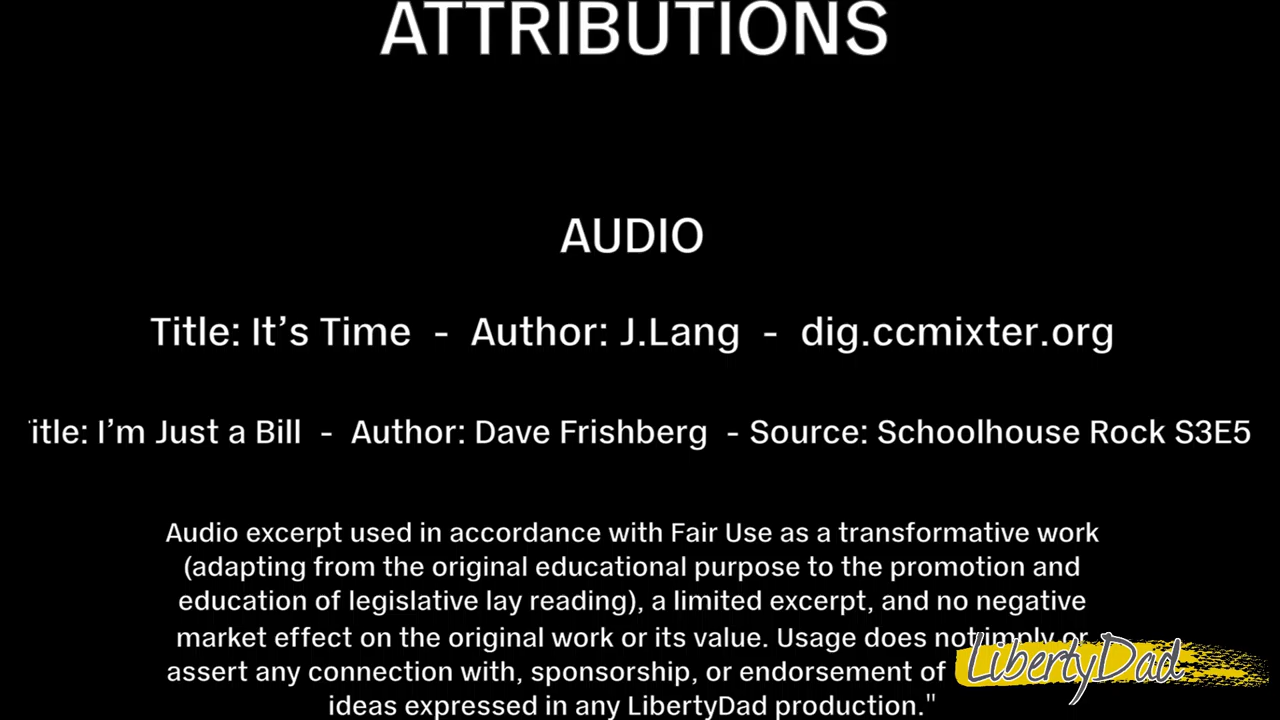 ATTRIBUTIONS
AUDIO
Title: It’s Time - Author: J.Lang - dig.ccmixter.org
itle: I’m Just a Bill - Author: Dave Frishberg - Source: Schoolhouse Rock S3E5
Audio excerpt used in accordance with Fair Use as a transformative work
(adapting from the original educational purpose to the promotion and
education of legislative lay reading), a limited excerpt, and no negative
market effect on the original work or its value. Usage does not imply or
assert any connection with, sponsorship, or endorsement of
ideas expressed in any LibertyDad production."
LibertyDad